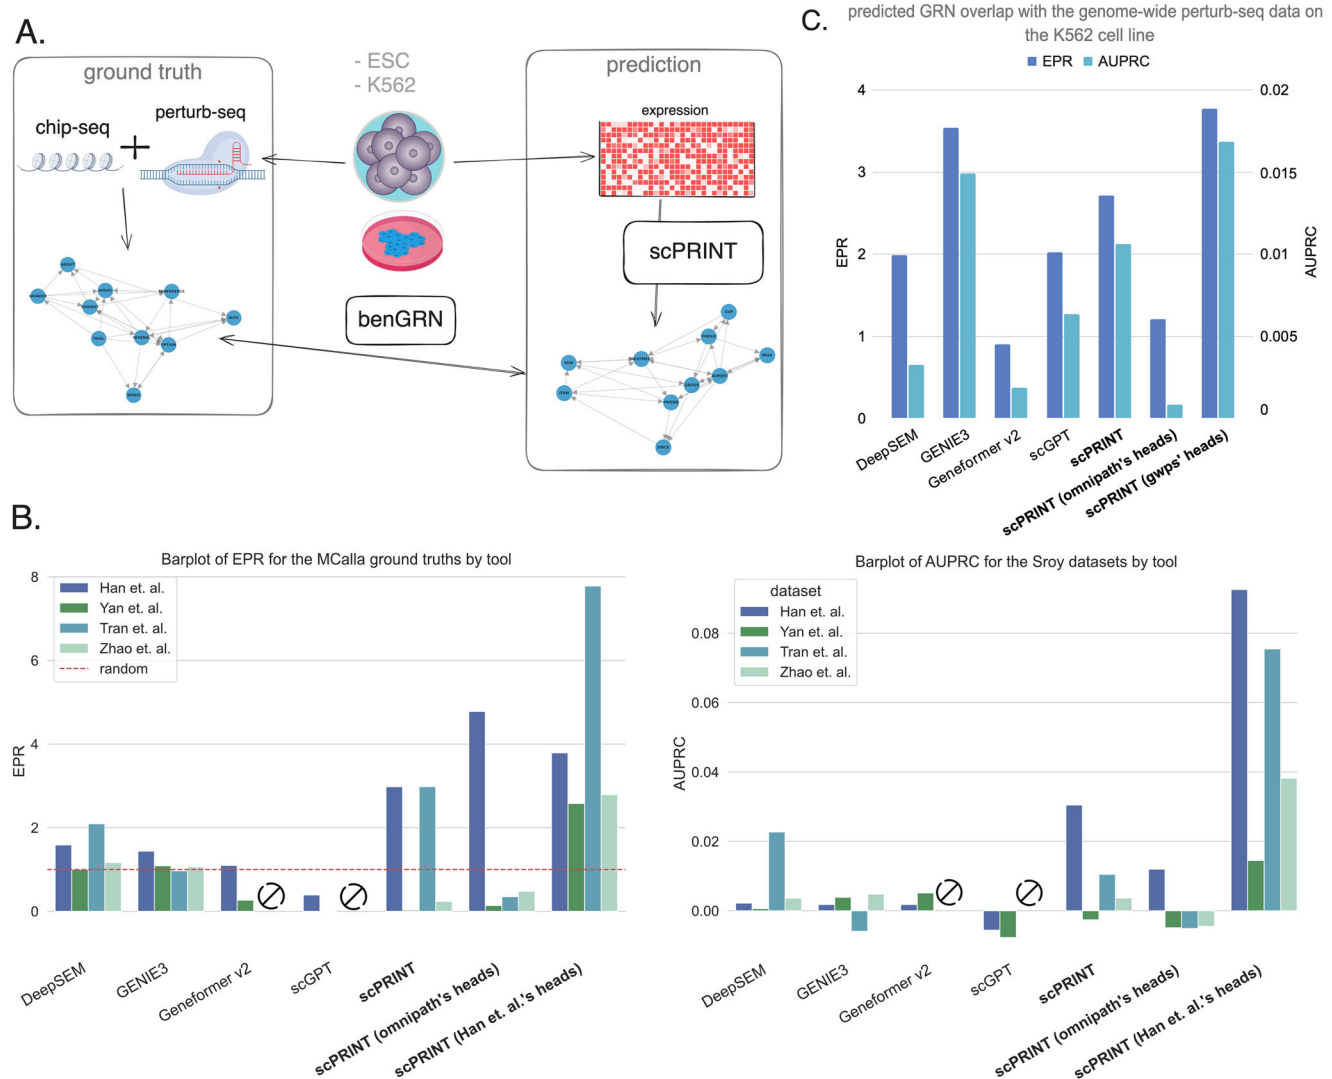 A.
ground truth
chip-seq
perturb-seq
- ESC
- K562
benGRN
prediction
expression
scPRINT
C.
predicted GRN overlap with the genome-wide perturb-seq data on
the K562 cell line
EPR
AUPRC
4
3
2
1
0
EPR
0.02
0.015
0.010
0.005
0
AUPRC
DeepSEM
GENIE3
Geneformer v2
scGPT
scPRINT
scPRINT (omnipath's heads)
scPRINT (gwps' heads)
B.
Barplot of EPR for the MCalla ground truths by tool
Han et. al.
Yan et. al.
Tran et. al.
Zhao et. al.
random
8
6
4
2
0
EPR
DeepSEM
GENIE3
Geneformer v2
scGPT
scPRINT
scPRINT (omnipath's heads)
scPRINT (Han et. al.'s heads)
Barplot of AUPRC for the Sroy datasets by tool
dataset
Han et. al.
Yan et. al.
Tran et. al.
Zhao et. al.
0.08
0.06
0.04
0.02
0.00
AUPRC
DeepSEM
GENIE3
Geneformer v2
scGPT
scPRINT
scPRINT (omnipath's heads)
scPRINT (Han et. al.'s heads)